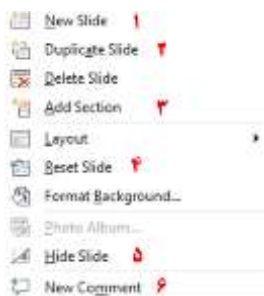 New Slide ۱
Duplicate Slide ۲
Delete Slide
Add Section ۳
Layout
Reset Slide ۴
Format Background...
Photo Album...
Hide Slide ۵
New Comment ۶